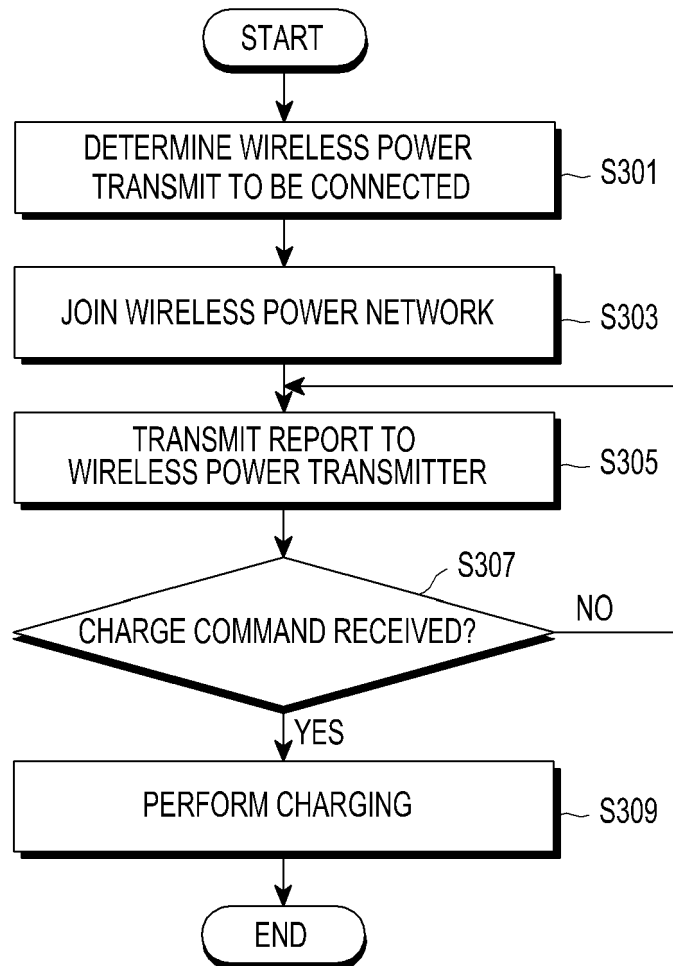 START
DETERMINE WIRELESS POWER
TRANSMIT TO BE CONNECTED
S301
JOIN WIRELESS POWER NETWORK
S303
TRANSMIT REPORT TO
WIRELESS POWER TRANSMITTER
S305
S307
CHARGE COMMAND RECEIVED?
NO
YES
PERFORM CHARGING
S309
END